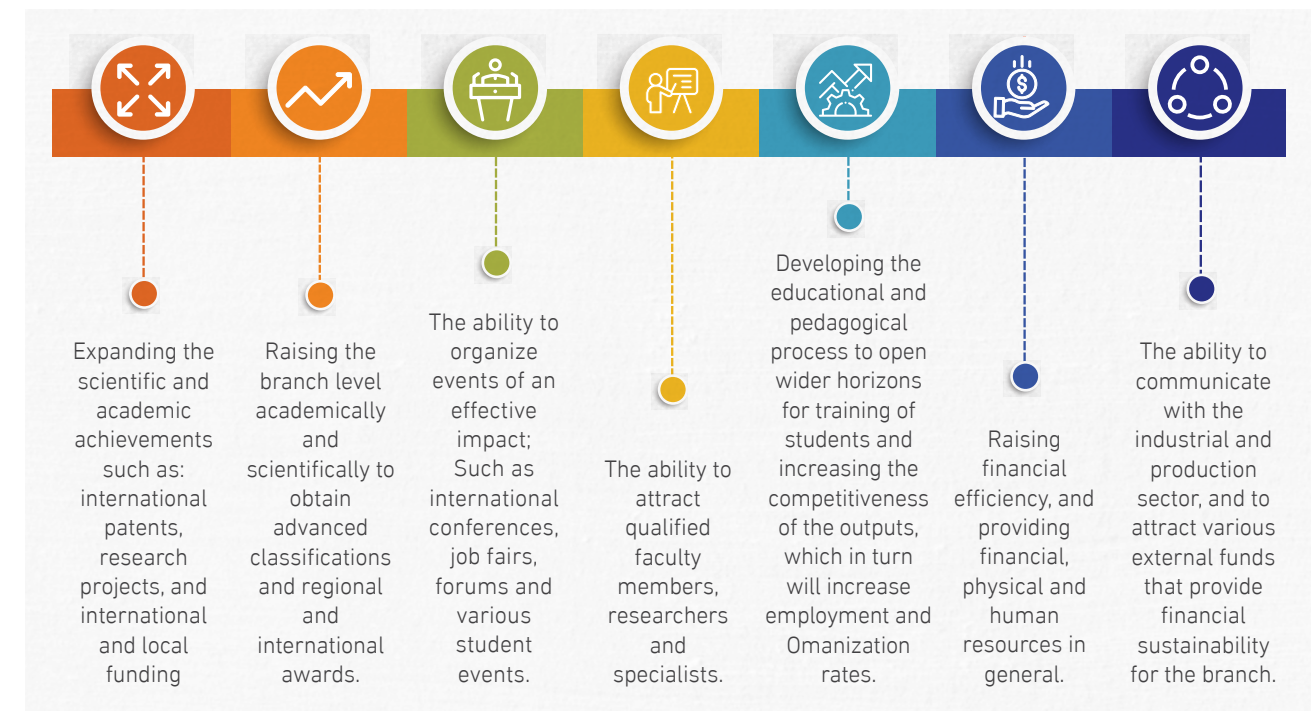 Expanding the
scientific and
academic
achievements
such as:
international
patents,
research
projects, and
international
and local
funding
Raising the
branch level
academically
and
scientifically to
obtain
advanced
classifications
and regional
and
international
awards.
The ability to
organize
events of an
effective
impact;
Such as
international
conferences,
job fairs,
forums and
various
student
events.
The ability to
attract
qualified
faculty
members,
researchers
and
specialists.
Developing the
educational and
pedagogical
process to open
wider horizons
for training of
students and
increasing the
competitiveness
of the outputs,
which in turn
will increase
employment and
Omanization
rates.
Raising
financial
efficiency, and
providing
financial,
physical and
human
resources in
general.
The ability to
communicate
with the
industrial and
production
sector, and to
attract various
external funds
that provide
financial
sustainability
for the branch.